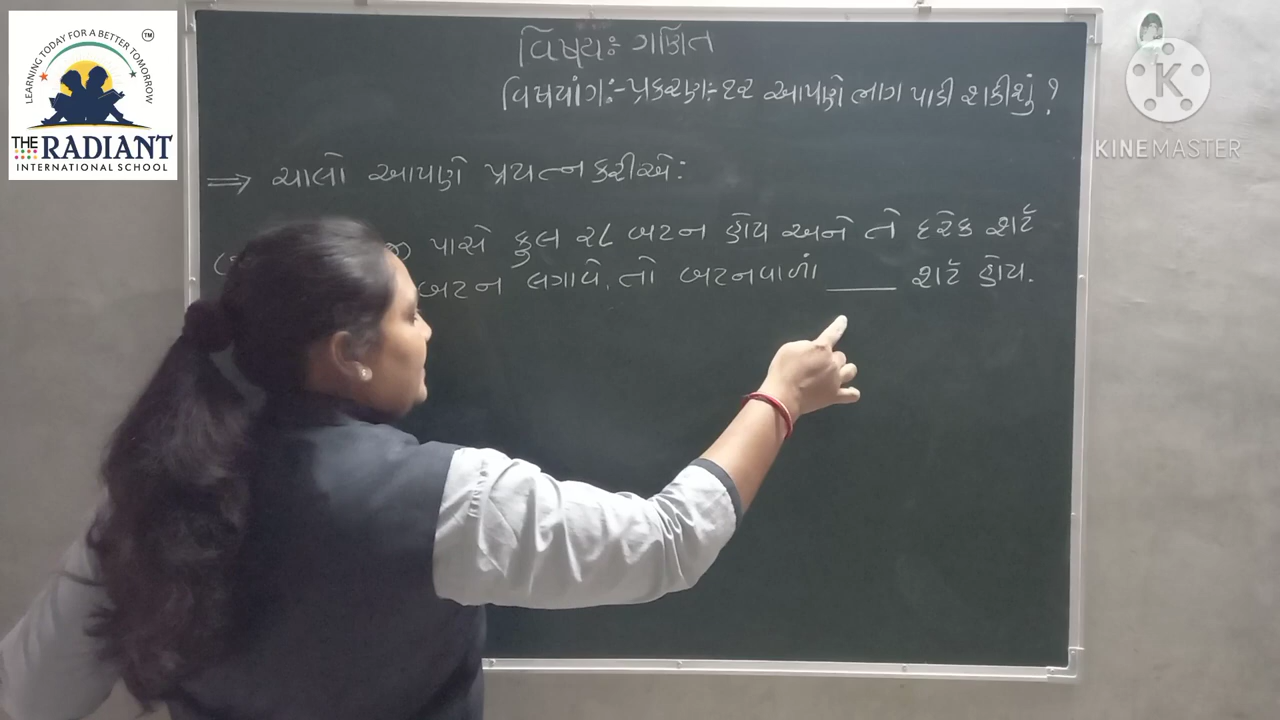 LEARNING TODAY FOR A BETTER TOMORROW
TM
THE RADIANT
INTERNATIONAL SCHOOL
વિષય:- ગણિત
વિષયાંગ:- પ્રકરણ:- ૧૨ આપણે ભાગ પાડી શકીશું ?
K
KINEMASTER
⇒ ચાલો આપણે પ્રયત્ન કરીએ:
પાસે કુલ ૨૮ બટન હોય અને તે દરેક શર્ટ
બટન લગાવે, તો બટનવાળાં ____ શર્ટ હોય.